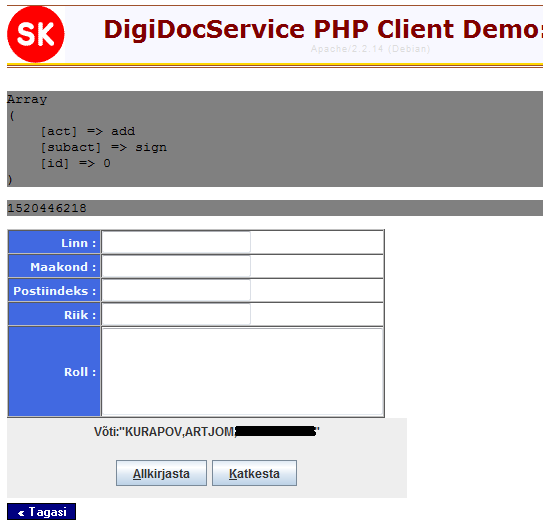 SK
DigiDocService PHP Client Demo:
Apache/2.2.14 (Debian)
Array
(
[act] => add
[subact] => sign
[id] => 0
)
1520446218
Linn :
Maakond :
Postiindeks :
Riik :
Roll :
Võti:"KURAPOV,ARTJOM, "
Allkirjasta Katkesta
« Tagasi